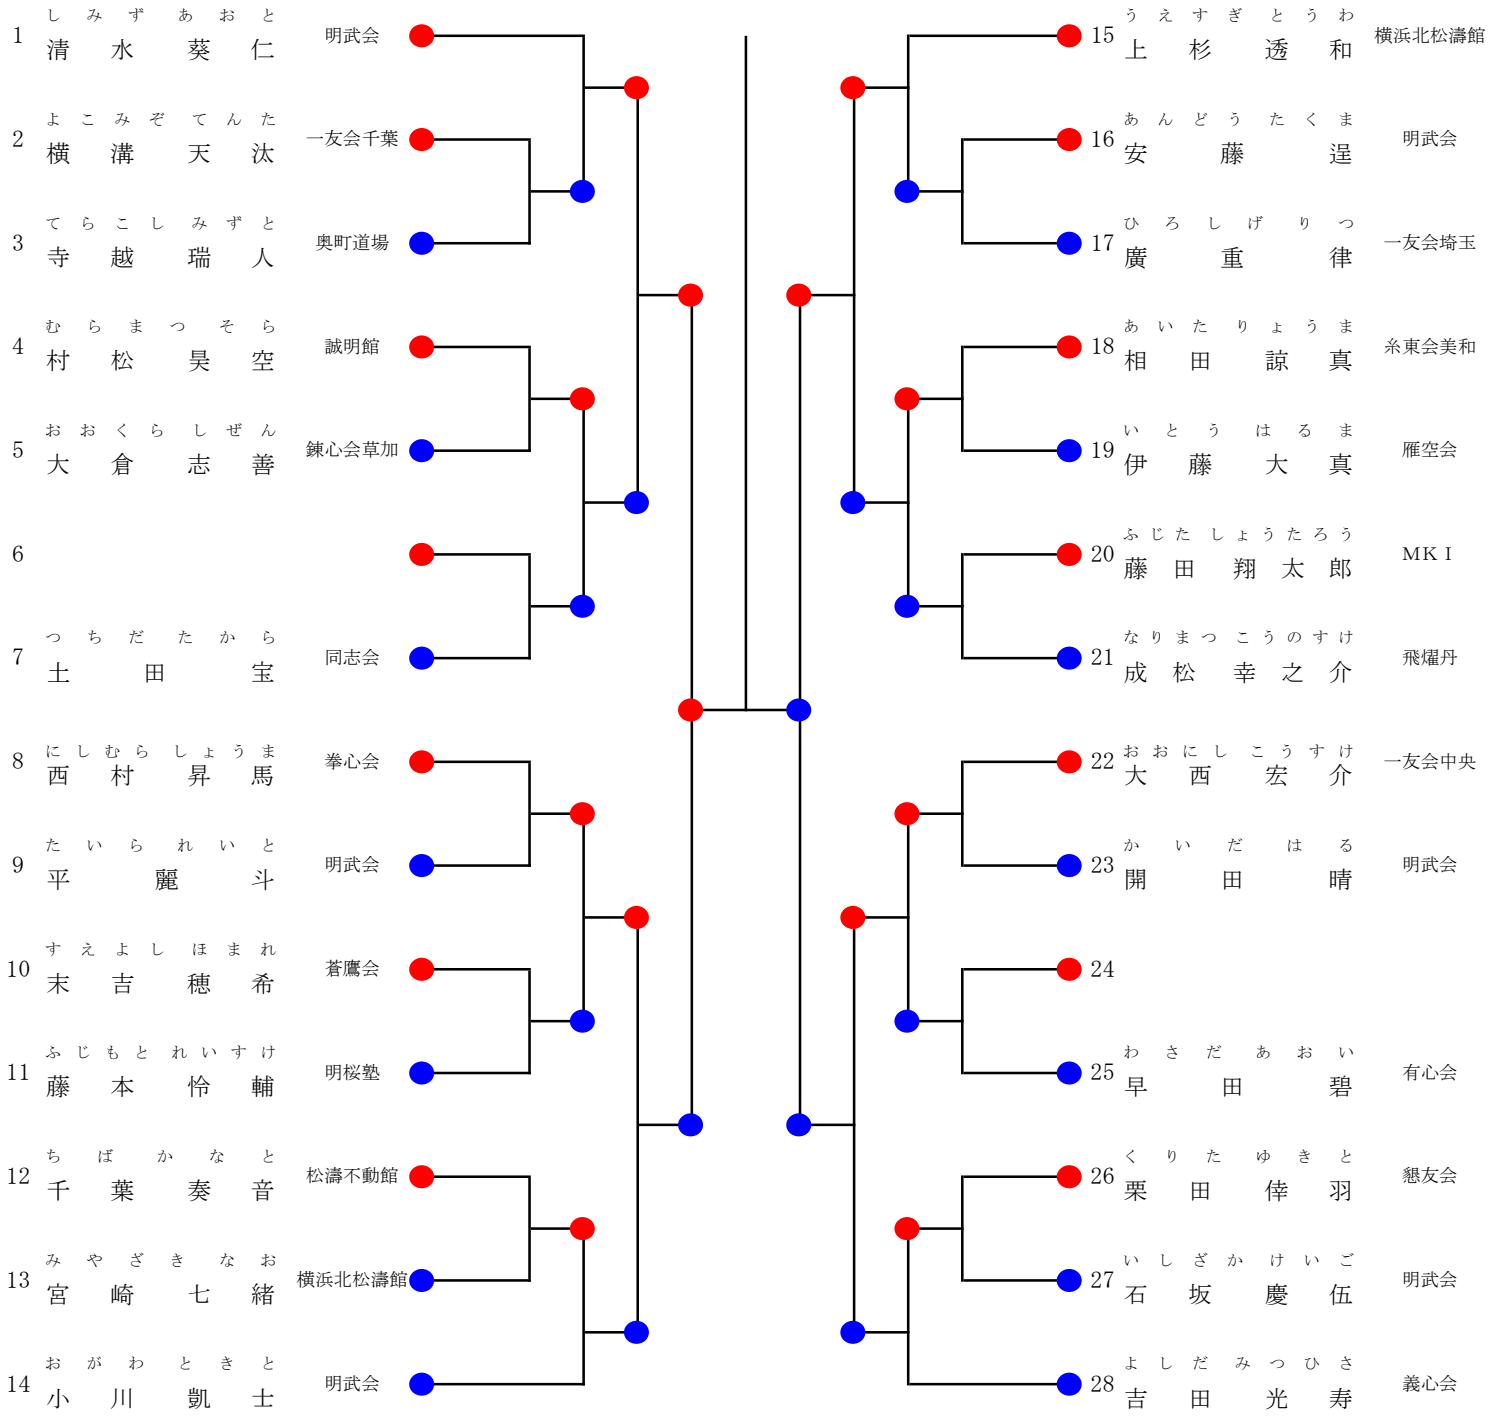 しみず あおと
1 清水 葵仁 明武会
よこみぞ てんた
2 横溝 天汰 一友会千葉
てらこし みずと
3 寺越 瑞人 奥町道場
むらまつ そら
4 村松 昊空 誠明館
おおくら しぜん
5 大倉 志善 錬心会草加
6
つちだ たから
7 土田 宝 同志会
にしむら しょうま
8 西村 昇馬 拳心会
たいら れいと
9 平 麗斗 明武会
すえよし ほまれ
10 末吉 穂希 蒼鷹会
ふじもと れいすけ
11 藤本 怜輔 明桜塾
ちば かなと
12 千葉 奏音 松濤不動館
みやざき なお
13 宮崎 七緒 横浜北松濤館
おがわ ときと
14 小川 凱士 明武会
うえすぎ とうわ
15 上杉 透和 横浜北松濤館
あんどう たくま
16 安藤 逞 明武会
ひろしげ りつ
17 廣重 律 一友会埼玉
あいた りょうま
18 相田 諒真 糸東会美和
いとう はるま
19 伊藤 大真 雁空会
ふじた しょうたろう
20 藤田 翔太郎 MKI
なりまつ こうのすけ
21 成松 幸之介 飛燿丹
おおにし こうすけ
22 大西 宏介 一友会中央
かいだ はる
23 開田 晴 明武会
24
わさだ あおい
25 早田 碧 有心会
くりた ゆきと
26 栗田 倖羽 懇友会
いしざか けいご
27 石坂 慶伍 明武会
よしだ みつひさ
28 吉田 光寿 義心会